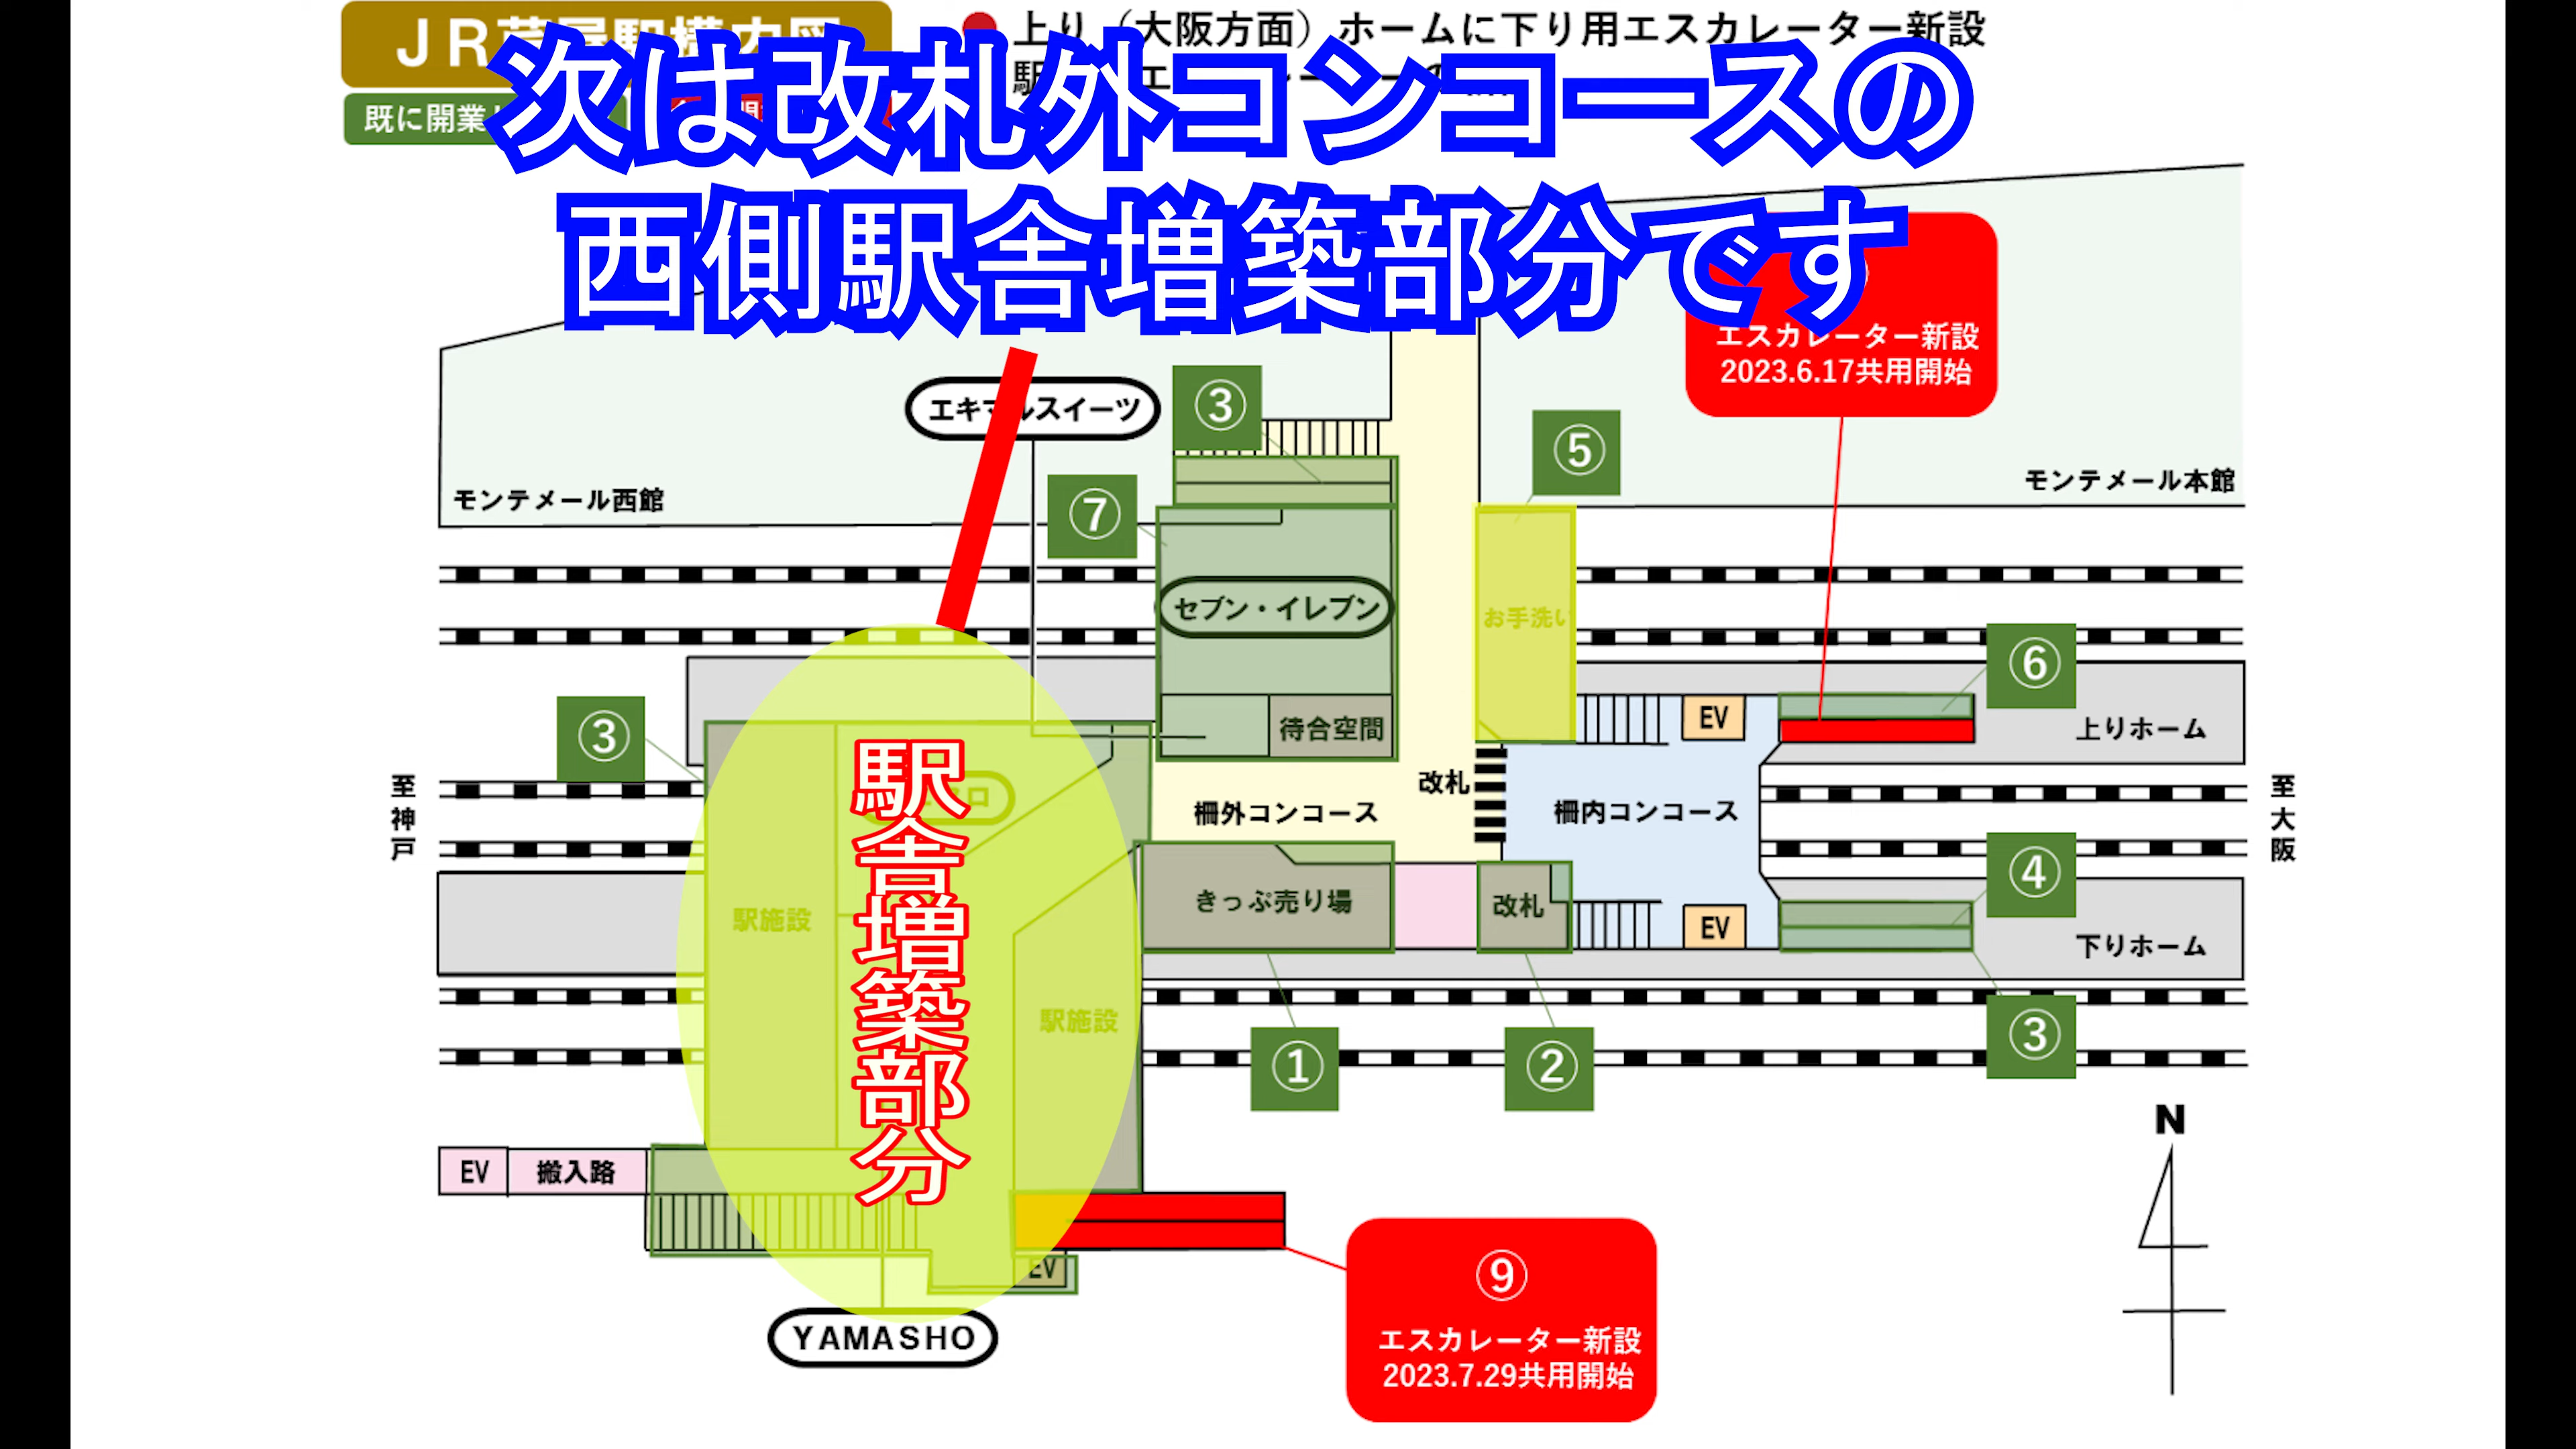 ＪＲ芦屋駅構内図
上り（大阪方面）ホームに下り用エスカレーター新設
既に開業
次は改札外コンコースの
西側駅舎増築部分です
エスカレーター新設
2023.6.17共用開始
エキマルスイーツ
③
⑤
モンテメール西館
モンテメール本館
⑦
セブン・イレブン
お手洗い
⑥
③
待合空間
EV
上りホーム
至神戸
改札
至大阪
柵外コンコース
柵内コンコース
駅舎増築部分
④
きっぷ売り場
改札
EV
下りホーム
駅施設
駅施設
①
②
③
N
EV
搬入路
EV
⑨
エスカレーター新設
2023.7.29共用開始
YAMASHO